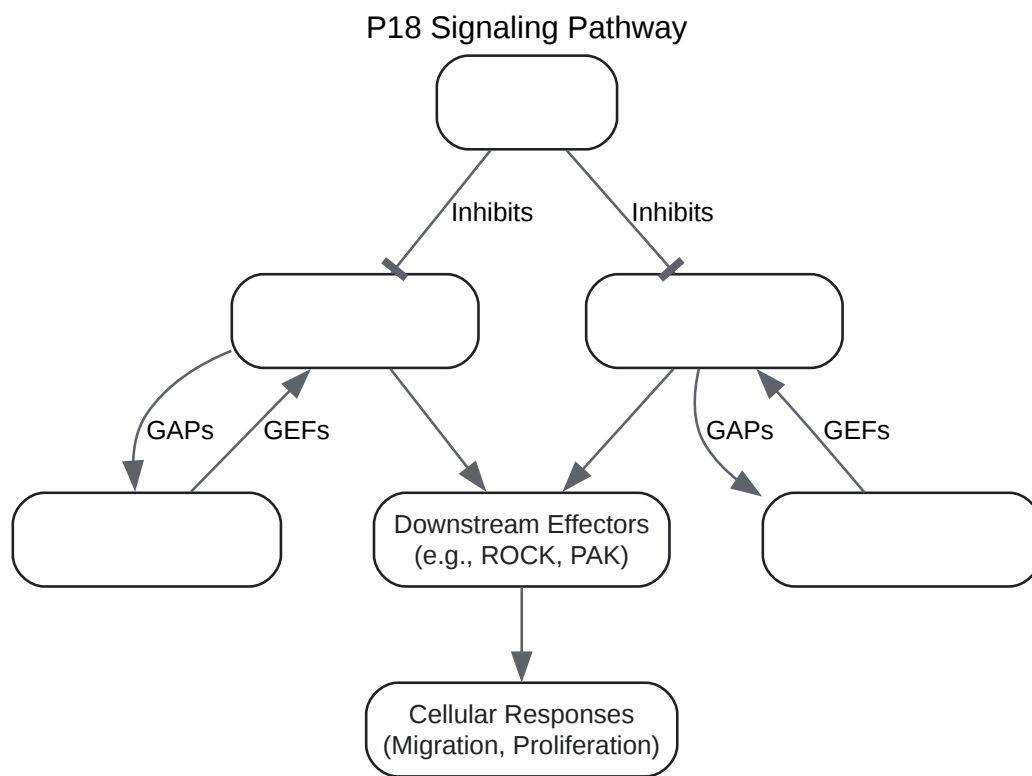 P18 Signaling Pathway
Inhibits
Inhibits
GAPs
GEFs
GAPs
GEFs
Downstream Effectors
(e.g., ROCK, PAK)
Cellular Responses
(Migration, Proliferation)